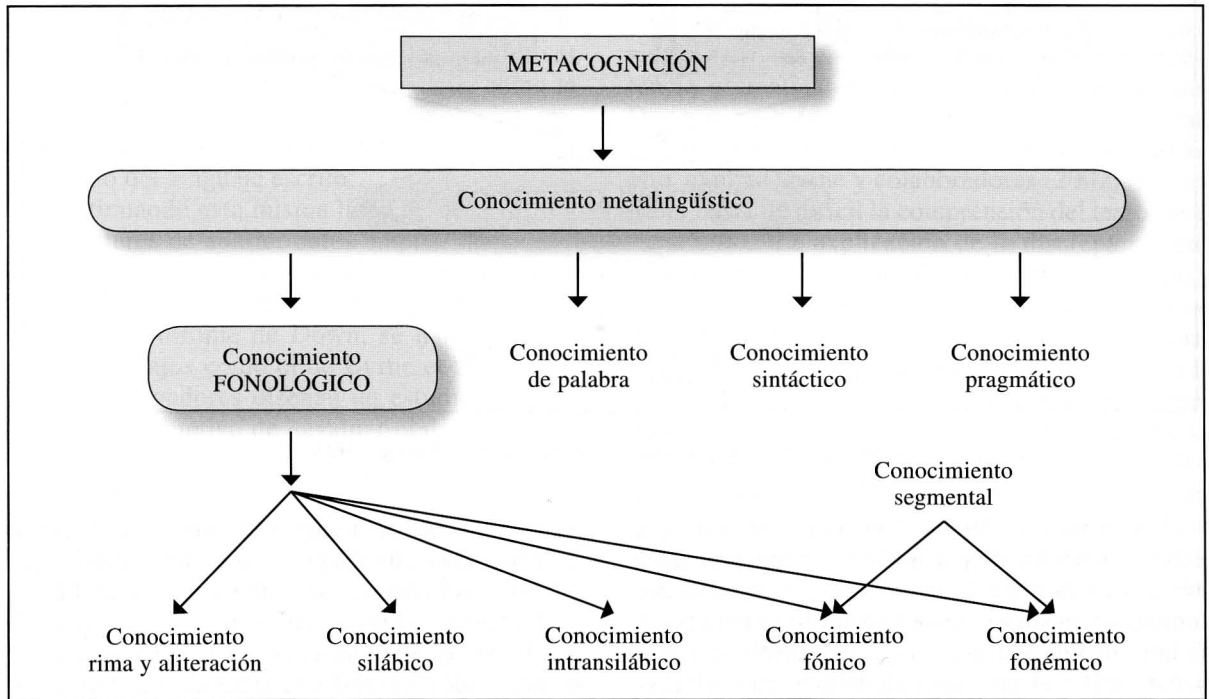 METACOGNICIÓN
Conocimiento metalingüístico
Conocimiento
FONOLÓGICO
Conocimiento
de palabra
Conocimiento
sintáctico
Conocimiento
pragmático
Conocimiento
segmental
Conocimiento
rima y aliteración
Conocimiento
silábico
Conocimiento
intransilábico
Conocimiento
fónico
Conocimiento
fonémico